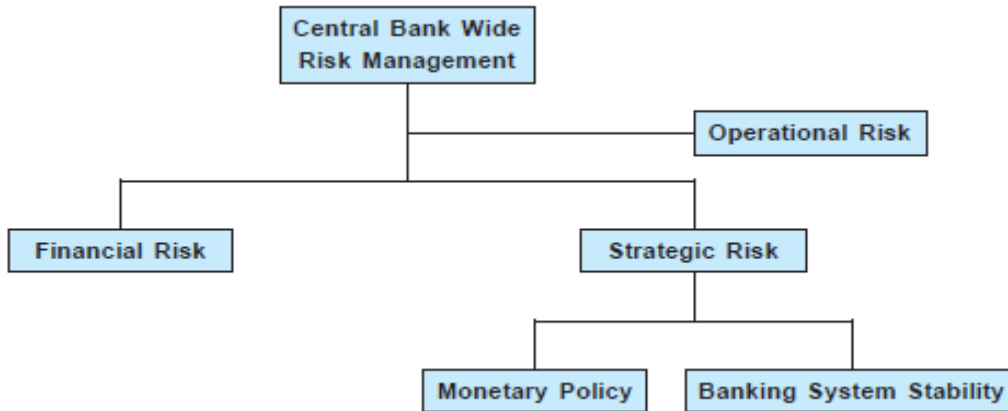 Central Bank Wide
Risk Management
Operational Risk
Financial Risk
Strategic Risk
Monetary Policy
Banking System Stability